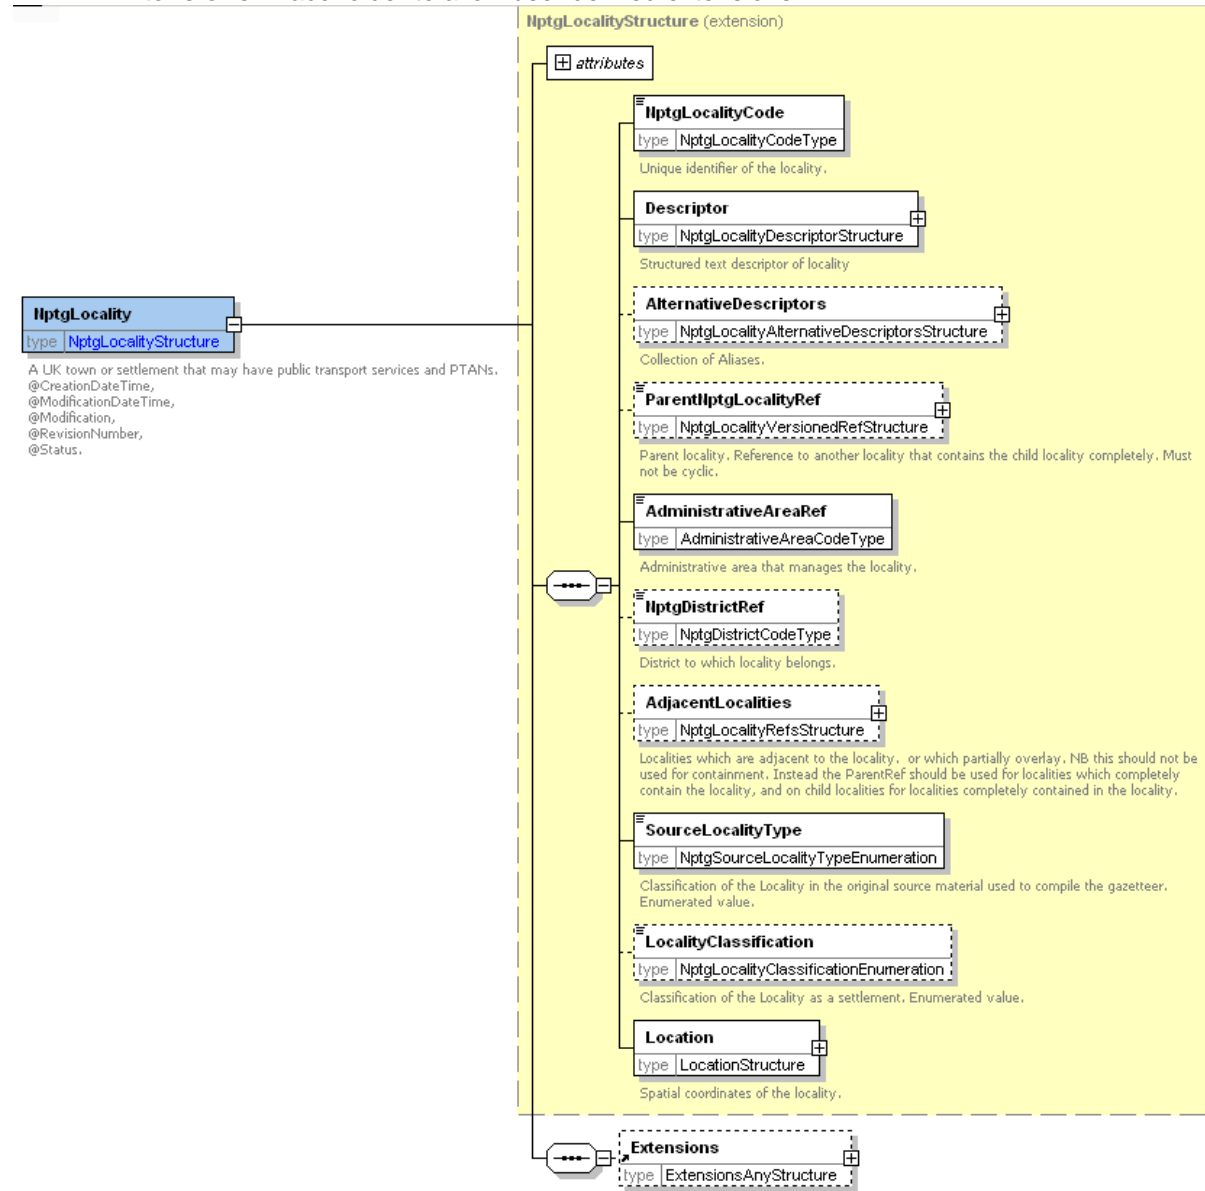 NptgLocalityStructure (extension)
attributes
NptgLocalityCode
type NptgLocalityCodeType
Unique identifier of the locality.
Descriptor
type NptgLocalityDescriptorStructure
Structured text descriptor of locality
AlternativeDescriptors
type NptgLocalityAlternativeDescriptorsStructure
Collection of Aliases.
NptgLocality
type NptgLocalityStructure
A UK town or settlement that may have public transport services and PTANs.
@CreationDateTime,
@ModificationDateTime,
@Modification,
@RevisionNumber,
@Status.
ParentNptgLocalityRef
type NptgLocalityVersionedRefStructure
Parent locality. Reference to another locality that contains the child locality completely. Must
not be cyclic.
AdministrativeAreaRef
type AdministrativeAreaCodeType
Administrative area that manages the locality.
NptgDistrictRef
type NptgDistrictCodeType
District to which locality belongs.
AdjacentLocalities
type NptgLocalityRefsStructure
Localities which are adjacent to the locality. or which partially overlay. NB this should not be
used for containment. Instead the ParentRef should be used for localities which completely
contain the locality, and on child localities for localities completely contained in the locality.
SourceLocalityType
type NptgSourceLocalityTypeEnumeration
Classification of the Locality in the original source material used to compile the gazetteer.
Enumerated value.
LocalityClassification
type NptgLocalityClassificationEnumeration
Classification of the Locality as a settlement. Enumerated value.
Location
type LocationStructure
Spatial coordinates of the locality.
Extensions
type ExtensionsAnyStructure